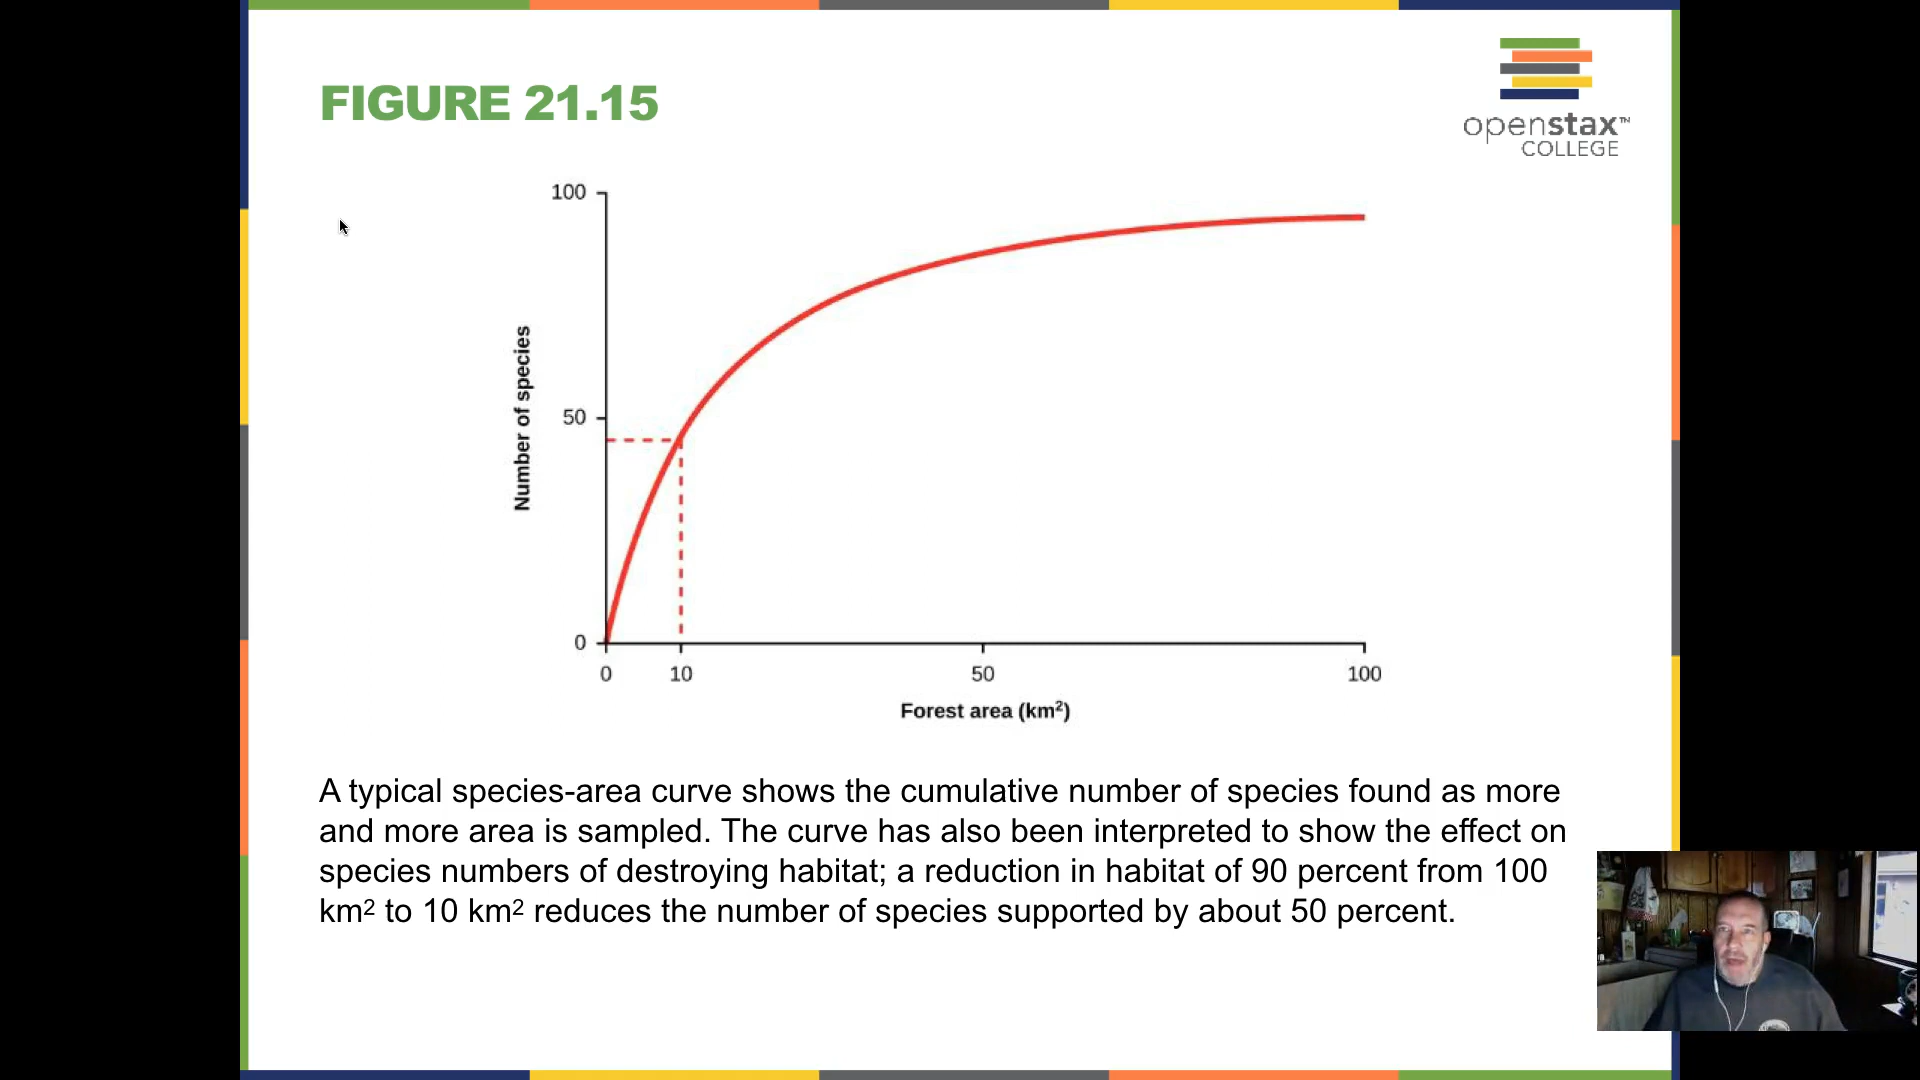 FIGURE 21.15
openstax™
COLLEGE
100
50
0
Number of species
0 10 50 100
Forest area (km²)
A typical species-area curve shows the cumulative number of species found as more
and more area is sampled. The curve has also been interpreted to show the effect on
species numbers of destroying habitat; a reduction in habitat of 90 percent from 100
km² to 10 km² reduces the number of species supported by about 50 percent.